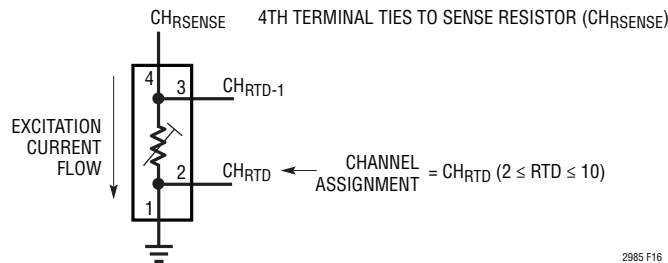 CHRSENSE 4TH TERMINAL TIES TO SENSE RESISTOR (CHRSENSE)
4
3 CHRTD-1
EXCITATION
CURRENT
FLOW
2 CHRTD
CHANNEL
ASSIGNMENT = CHRTD (2 ≤ RTD ≤ 10)
1
2985 F16